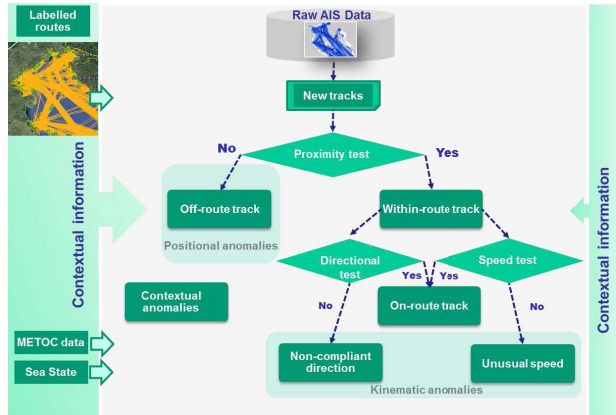 Labelled
routes
Raw AIS Data
New tracks
No
Proximity test
Yes
Off-route track
Within-route track
Positional anomalies
Directional
test
Yes
Yes
Speed test
Contextual
anomalies
No
On-route track
No
METOC data
Non-compliant
direction
Unusual speed
Sea State
Kinematic anomalies
Contextual information
Contextual information